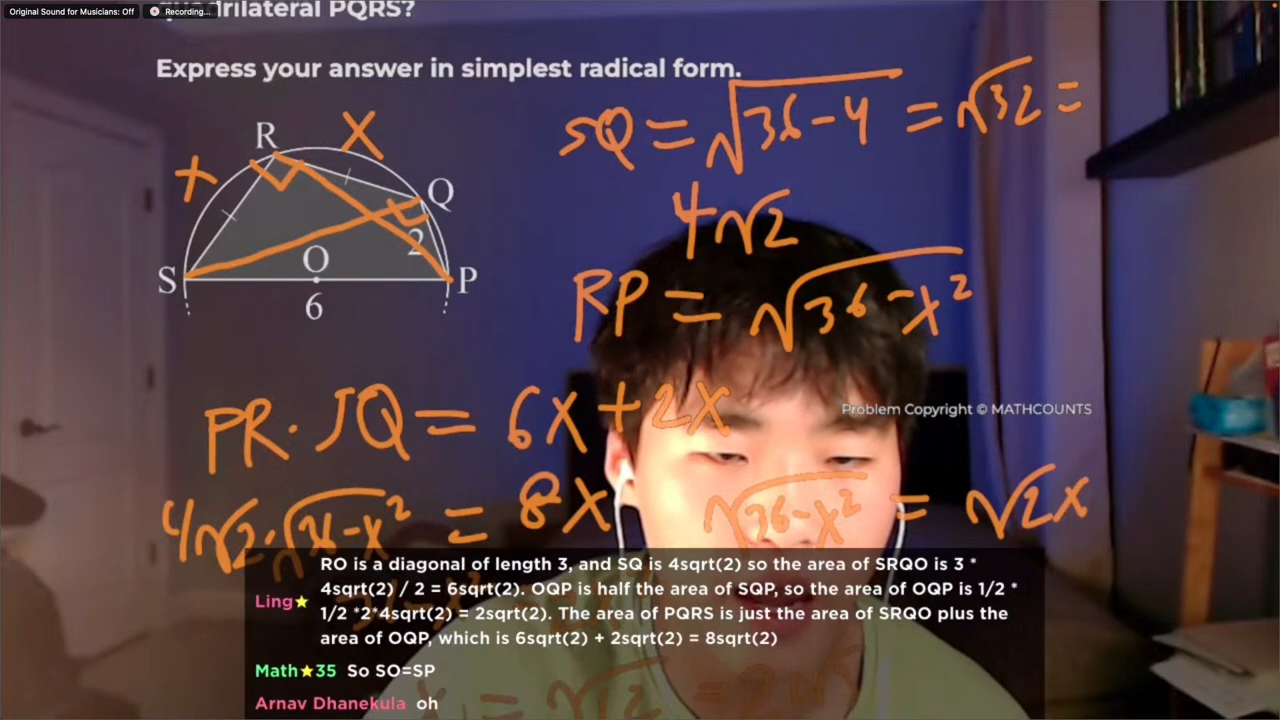 Original Sound for Musicians: Off
Recording...
quadrilateral PQRS?
Express your answer in simplest radical form.
SQ = √36-4 = √32 =
4√2
R
X
X
Q
2
O
S
P
6
RP = √36-x²
PR · SQ = 6X + 2X
Problem Copyright © MATHCOUNTS
4√2 · √36-x² = 8X
√36-x² = √2x
Ling★ RO is a diagonal of length 3, and SQ is 4sqrt(2) so the area of SRQO is 3 *
4sqrt(2) / 2 = 6sqrt(2). OQP is half the area of SQP, so the area of OQP is 1/2 *
1/2 *2*4sqrt(2) = 2sqrt(2). The area of PQRS is just the area of SRQO plus the
area of OQP, which is 6sqrt(2) + 2sqrt(2) = 8sqrt(2)
Math★35 So SO=SP
Arnav Dhanekula oh